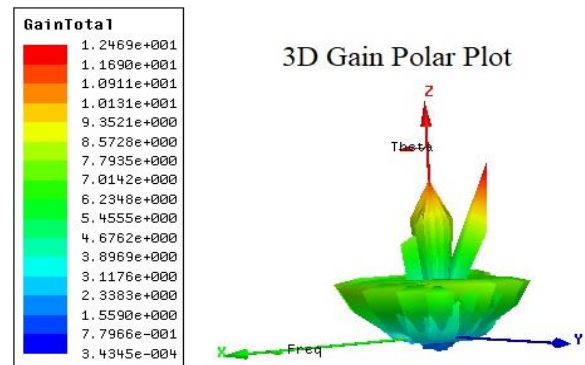 GainTotal
1.2469e+001
1.1690e+001
1.0911e+001
1.0131e+001
9.3521e+000
8.5728e+000
7.7935e+000
7.0142e+000
6.2348e+000
5.4555e+000
4.6762e+000
3.8969e+000
3.1176e+000
2.3383e+000
1.5590e+000
7.7966e-001
3.4345e-004
3D Gain Polar Plot
Z
Theta
X
Freq
Y